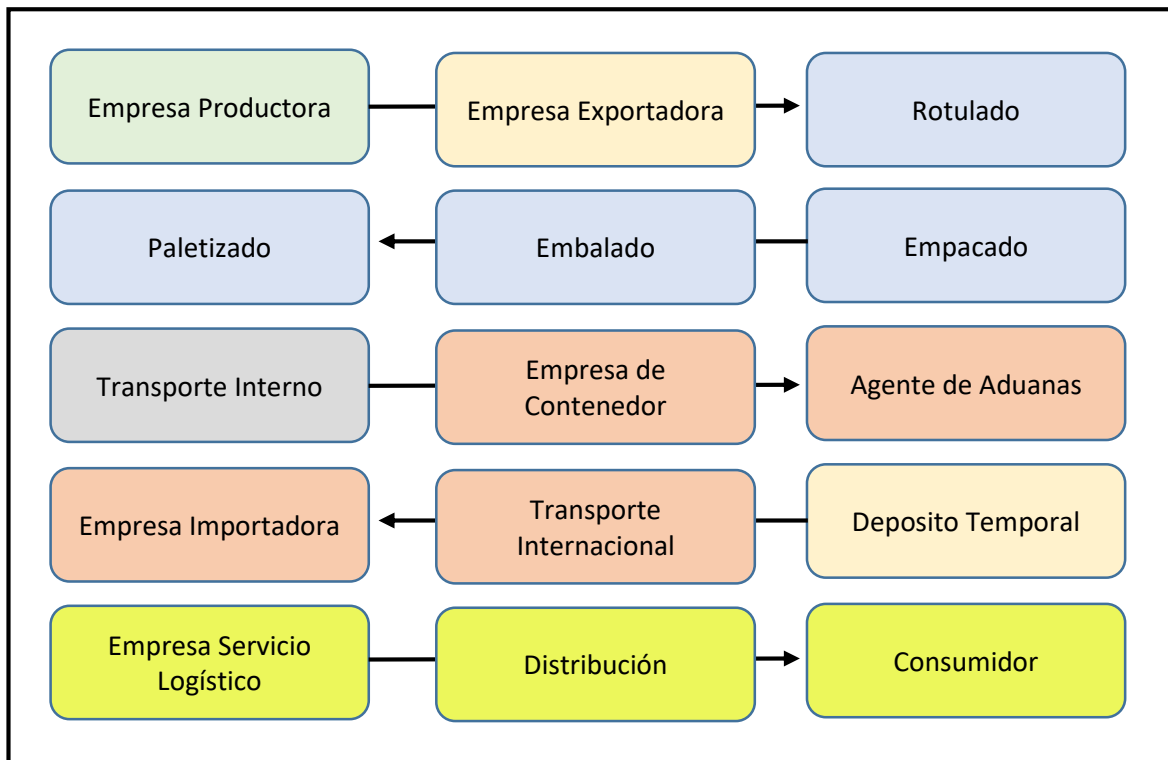 Empresa Productora
Empresa Exportadora
Rotulado
Paletizado
Embalado
Empacado
Transporte Interno
Empresa de
Contenedor
Agente de Aduanas
Empresa Importadora
Transporte
Internacional
Deposito Temporal
Empresa Servicio
Logístico
Distribución
Consumidor